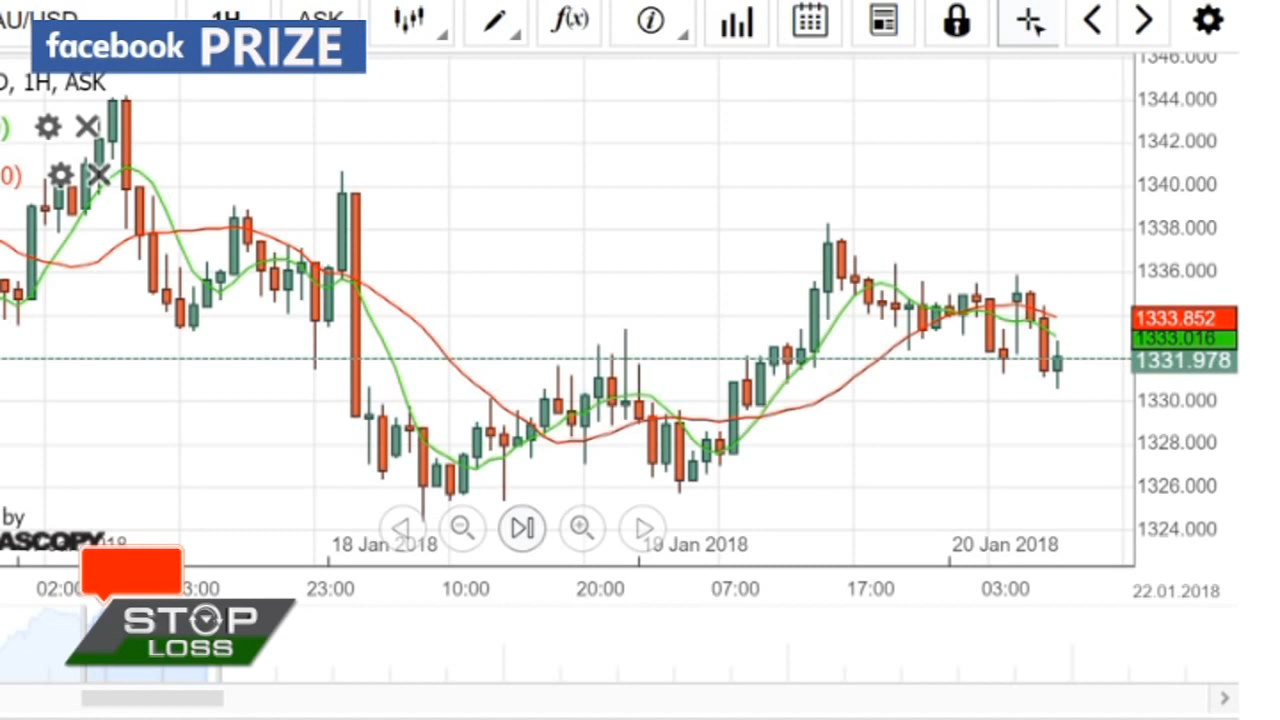 AU/USD 1H ASK f(x)
facebook PRIZE
D, 1H, ASK
)
0)
1346.000
1344.000
1342.000
1340.000
1338.000
1336.000
1333.852
1333.016
1331.978
1330.000
1328.000
1326.000
1324.000
by
ASCOPY
18 Jan 2018 19 Jan 2018 20 Jan 2018
02:00 23:00 10:00 20:00 07:00 17:00 03:00 22.01.2018
STOP
LOSS